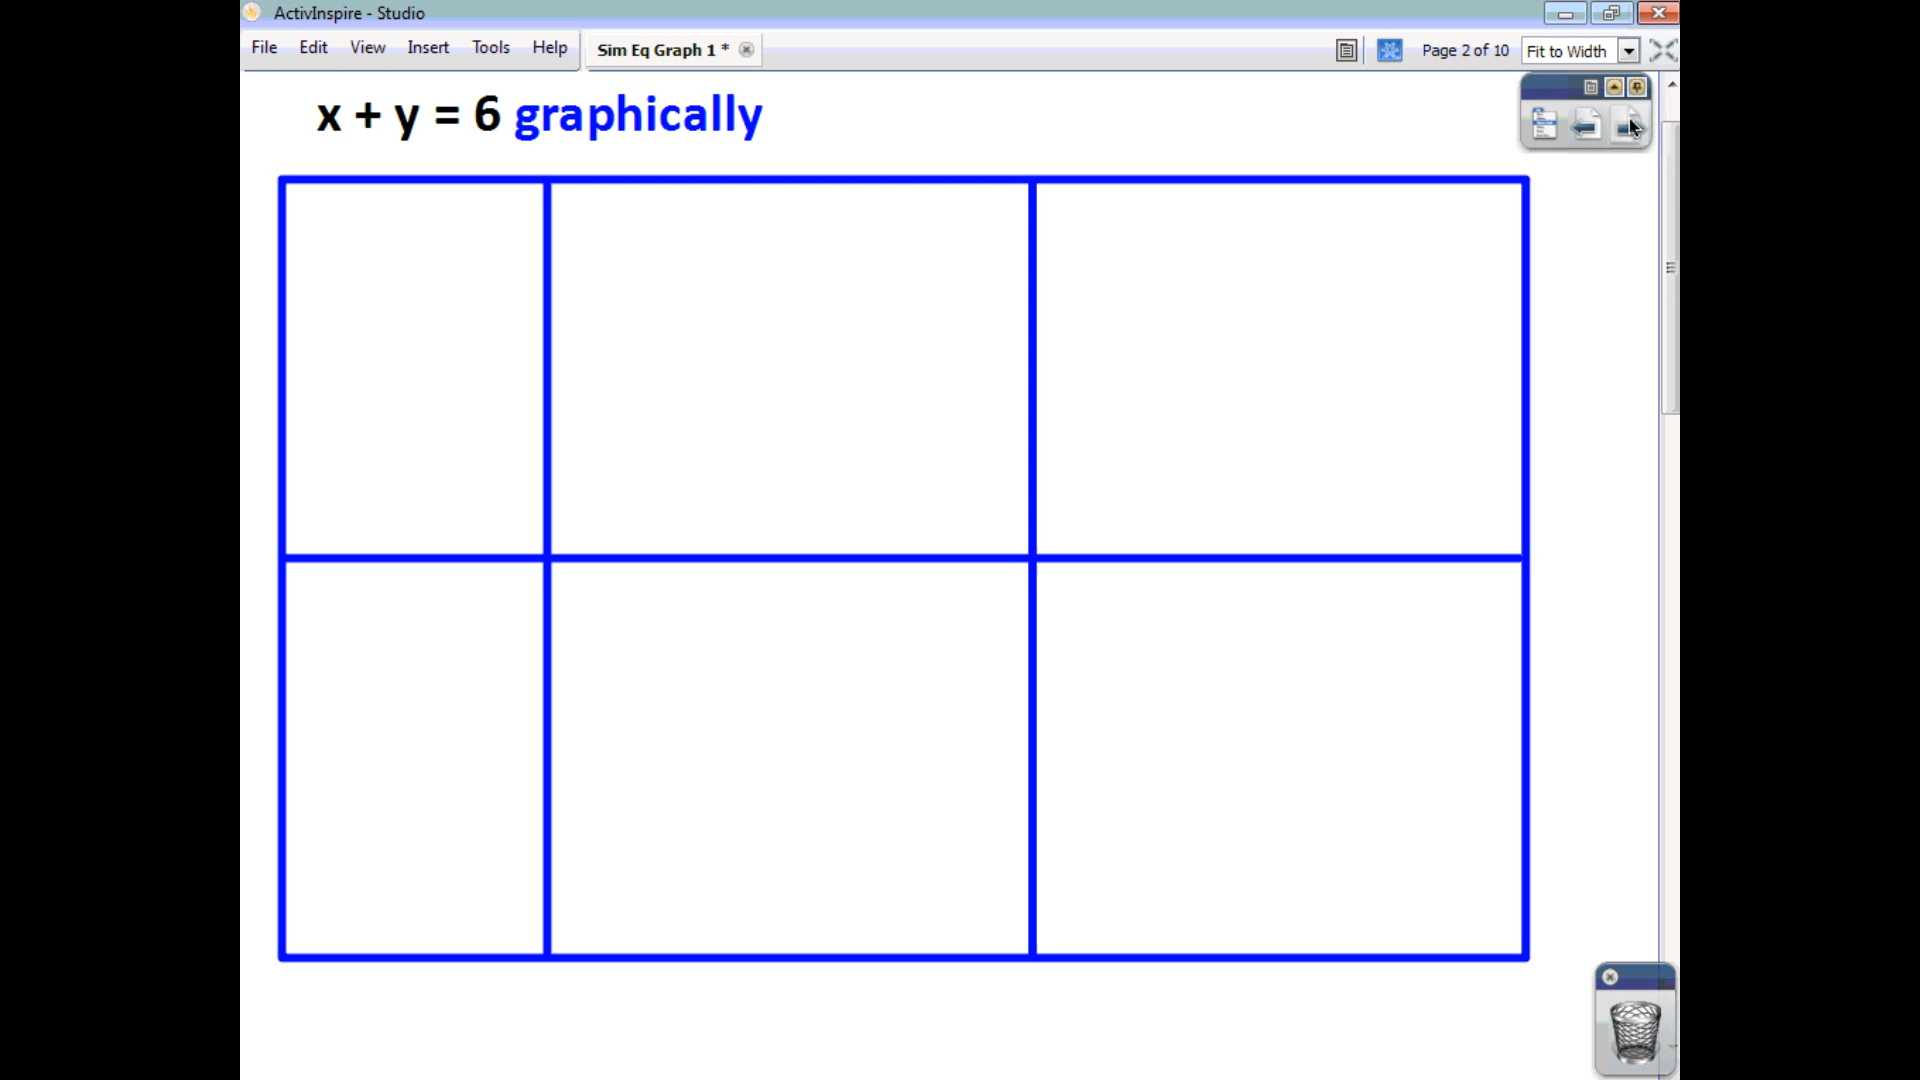 ActivInspire - Studio
File Edit View Insert Tools Help Sim Eq Graph 1 * Page 2 of 10 Fit to Width
x + y = 6 graphically